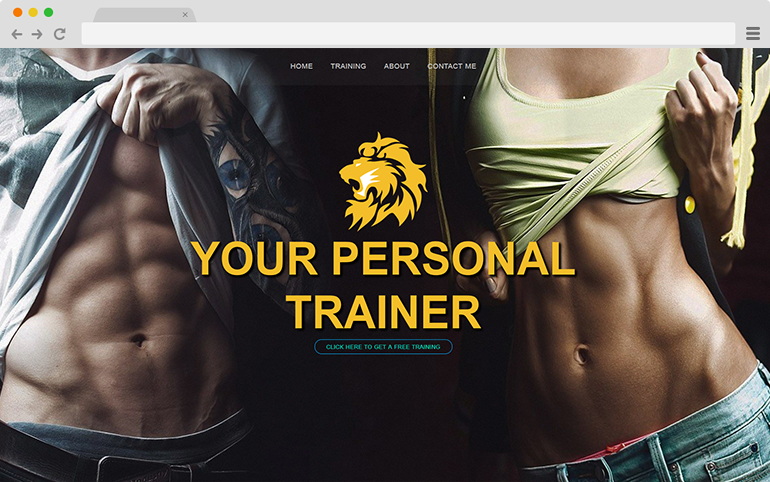 HOME TRAINING ABOUT CONTACT ME
YOUR PERSONAL
TRAINER
CLICK HERE TO GET A FREE TRAINING